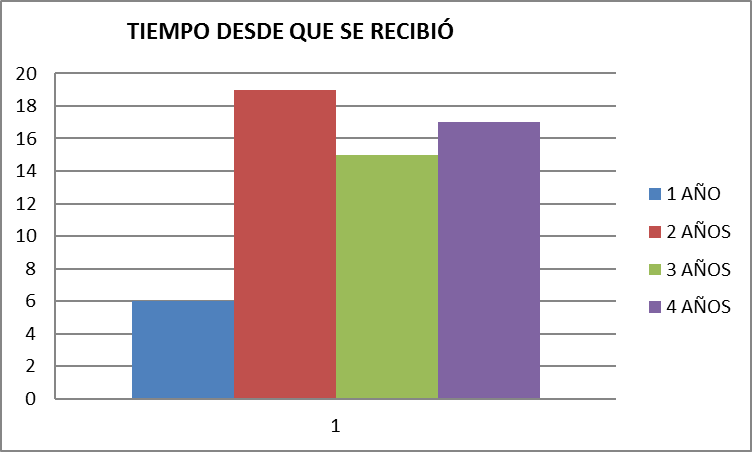 TIEMPO DESDE QUE SE RECIBIÓ
20
18
16
14
12
10
8
6
4
2
0
1
1 AÑO
2 AÑOS
3 AÑOS
4 AÑOS